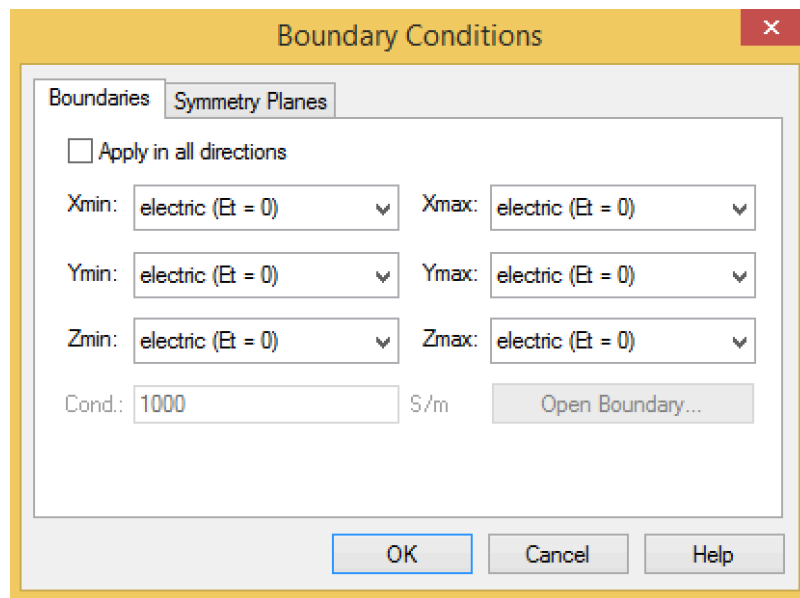 Boundary Conditions
Boundaries Symmetry Planes
Apply in all directions
Xmin: electric (Et = 0) Xmax: electric (Et = 0)
Ymin: electric (Et = 0) Ymax: electric (Et = 0)
Zmin: electric (Et = 0) Zmax: electric (Et = 0)
Cond.: 1000 S/m Open Boundary...
OK Cancel Help